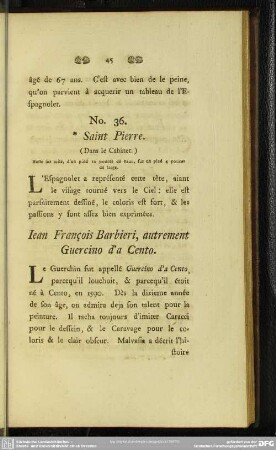 45
âgé de 67 ans. C'est avec bien de le peine,
qu'on parvient à acquerir un tableau de l'E-
spagnolet.
No. 36.
* Saint Pierre.
(Dans le Cabinet.)
L'Espagnolet a représenté cette tête, aiant
le visage tourné vers le Ciel: elle est
parfaitement dessiné, le coloris est fort, & les
passions y sont assez bien exprimées.
Iean François Barbieri, autrement
Guercino d'a Cento.
Le Guerchin fut appellé Guercino d'a Cento,
parcequ'il louchoit, & parcequ'il étoit
né à Cento, en 1590. Dès la dixieme année
de son âge, on admira deja son talent pour la
peinture. Il tacha toujours d'imiter Caracci
pour le dessein, & le Caravage pour le co-
loris & le clair obscur. Malvasia a décrit l'hi-
stoire